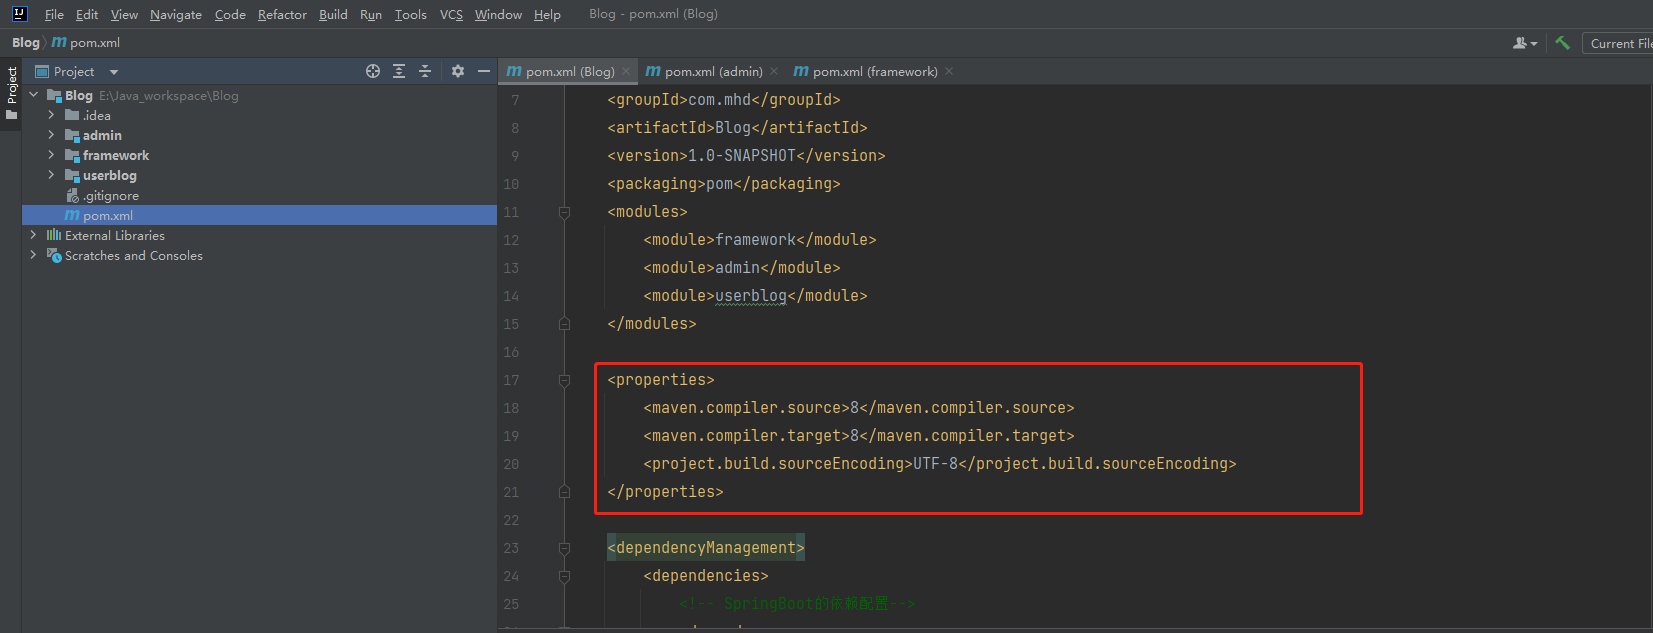 File Edit View Navigate Code Refactor Build Run Tools VCS Window Help Blog - pom.xml (Blog)
Blog pom.xml Current File
Project
Project
pom.xml (Blog) pom.xml (admin) pom.xml (framework)
Blog E:\Java_workspace\Blog
.idea
admin
framework
userblog
.gitignore
pom.xml
External Libraries
Scratches and Consoles
7 <groupId>com.mhd</groupId>
8 <artifactId>Blog</artifactId>
9 <version>1.0-SNAPSHOT</version>
10 <packaging>pom</packaging>
11 <modules>
12 <module>framework</module>
13 <module>admin</module>
14 <module>userblog</module>
15 </modules>
16
17 <properties>
18 <maven.compiler.source>8</maven.compiler.source>
19 <maven.compiler.target>8</maven.compiler.target>
20 <project.build.sourceEncoding>UTF-8</project.build.sourceEncoding>
21 </properties>
22
23 <dependencyManagement>
24 <dependencies>
25 <!-- SpringBoot的依赖配置-->